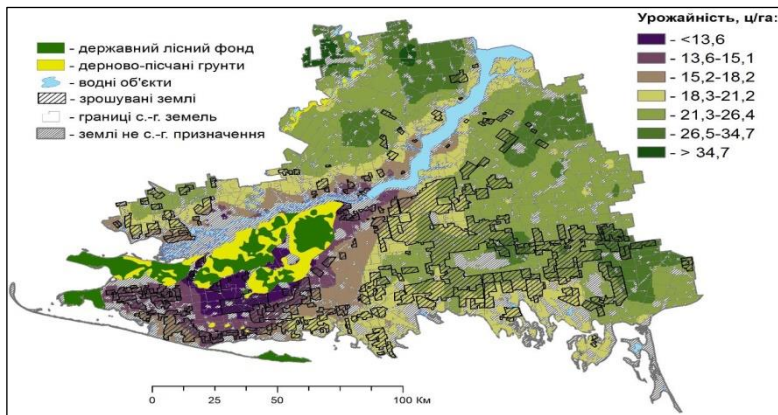 - державний лісний фонд
- дерново-пісчані грунти
- водні об'єкти
- зрошувані землі
- границі с.-г. земель
- землі не с.-г. призначення
Урожайність, ц/га:
- <13,6
- 13,6-15,1
- 15,2-18,2
- 18,3-21,2
- 21,3-26,4
- 26,5-34,7
- > 34,7
0 25 50 100 Км